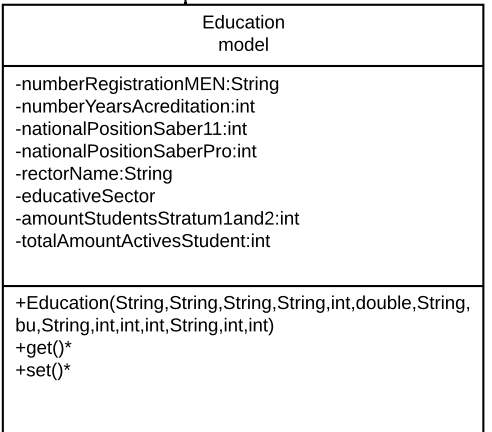 Education
model
-numberRegistrationMEN:String
-numberYearsAcreditation:int
-nationalPositionSaber11:int
-nationalPositionSaberPro:int
-rectorName:String
-educativeSector
-amountStudentsStratum1and2:int
-totalAmountActivesStudent:int
+Education(String,String,String,String,int,double,String,
bu,String,int,int,int,String,int,int)
+get()*
+set()*